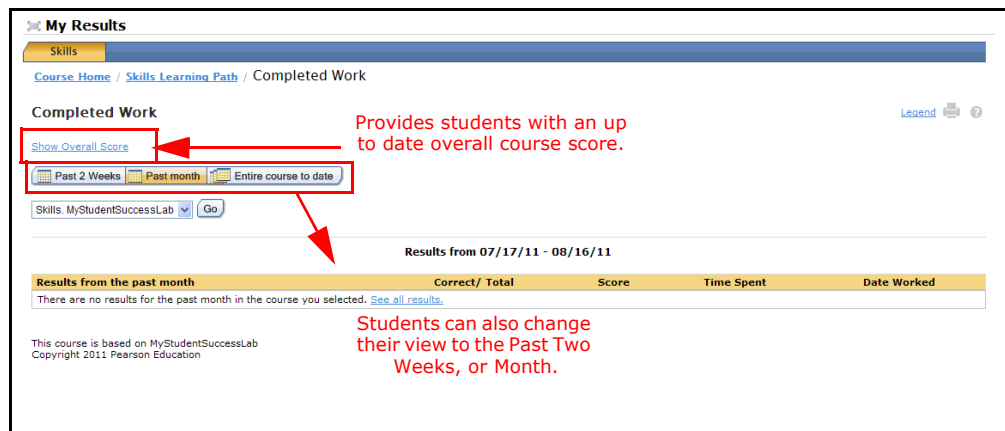 My Results
Skills
Course Home / Skills Learning Path / Completed Work
Completed Work
Legend
Provides students with an up
to date overall course score.
Show Overall Score
Past 2 Weeks Past month Entire course to date
Skills. MyStudentSuccessLab Go
Results from 07/17/11 - 08/16/11
Results from the past month Correct/ Total Score Time Spent Date Worked
There are no results for the past month in the course you selected. See all results.
Students can also change
their view to the Past Two
Weeks, or Month.
This course is based on MyStudentSuccessLab
Copyright 2011 Pearson Education